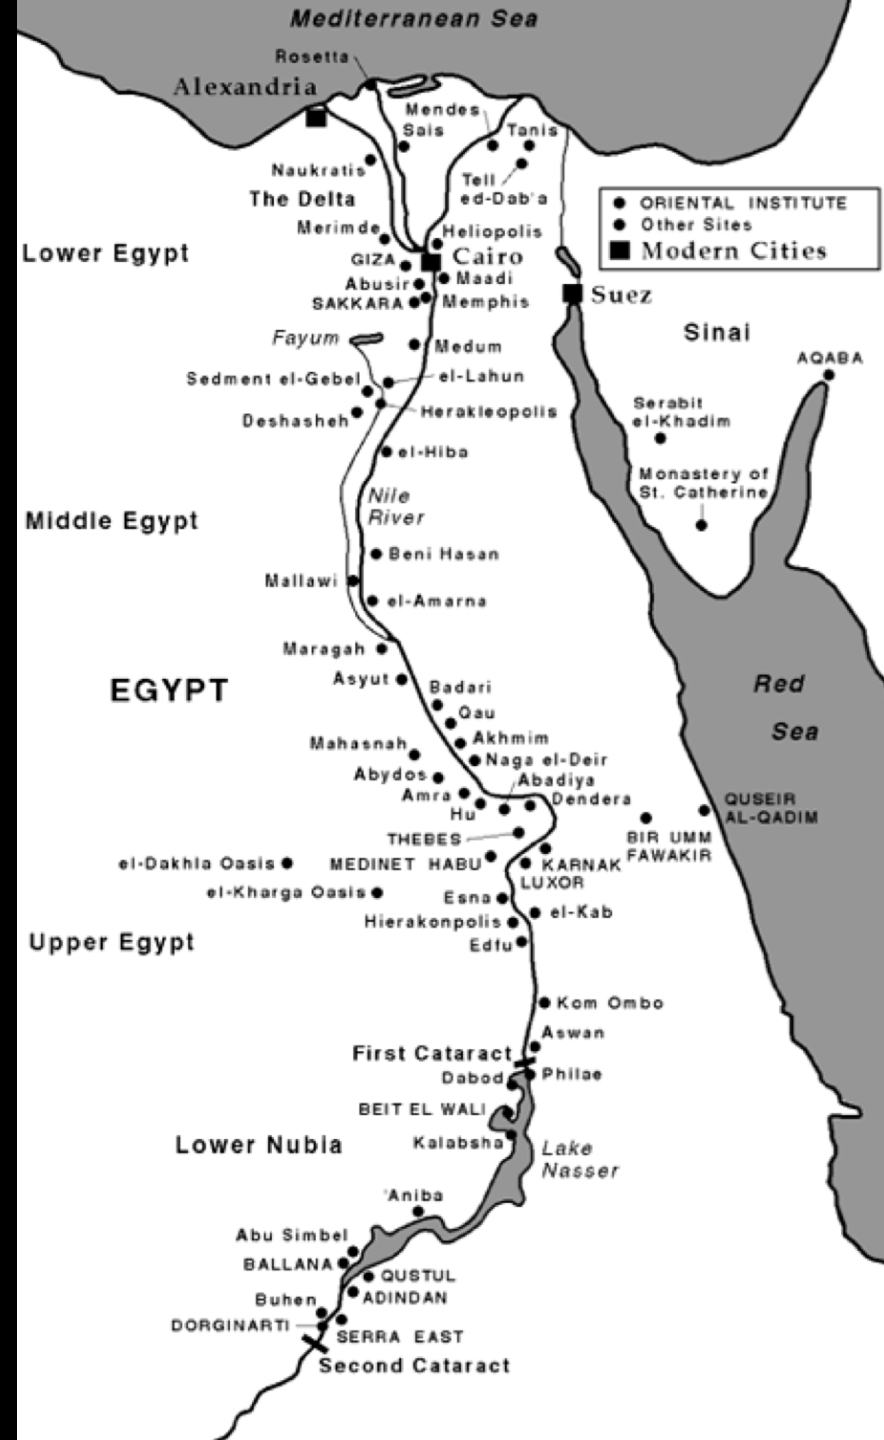 Mediterranean Sea
Rosetta
Alexandria
Mendes
Sais
Tanis
Naukratis
Tell
ed-Dab'a
The Delta
ORIENTAL INSTITUTE
Other Sites
Modern Cities
Merimde
Heliopolis
Lower Egypt
GIZA
Cairo
Abusir
Maadi
SAKKARA
Memphis
Suez
Sinai
Fayum
Medum
AQABA
Sedment el-Gebel
el-Lahun
Deshasheh
Herakleopolis
Serabit
el-Khadim
el-Hiba
Monastery of
St. Catherine
Nile
River
Middle Egypt
Beni Hasan
Mallawi
el-Amarna
Maragah
Asyut
EGYPT
Badari
Qau
Red
Sea
Akhmim
Mahasnah
Naga el-Deir
Abydos
Abadiya
Amra
Hu
Dendera
QUSEIR
AL-QADIM
THEBES
BIR UMM
FAWAKIR
el-Dakhla Oasis
MEDINET HABU
KARNAK
LUXOR
el-Kharga Oasis
Esna
el-Kab
Hierakonpolis
Upper Egypt
Edfu
Kom Ombo
Aswan
First Cataract
Dabod
Philae
BEIT EL WALI
Lower Nubia
Kalabsha
Lake
Nasser
'Aniba
Abu Simbel
BALLANA
QUSTUL
Buhen
ADINDAN
DORGINARTI
SERRA EAST
Second Cataract